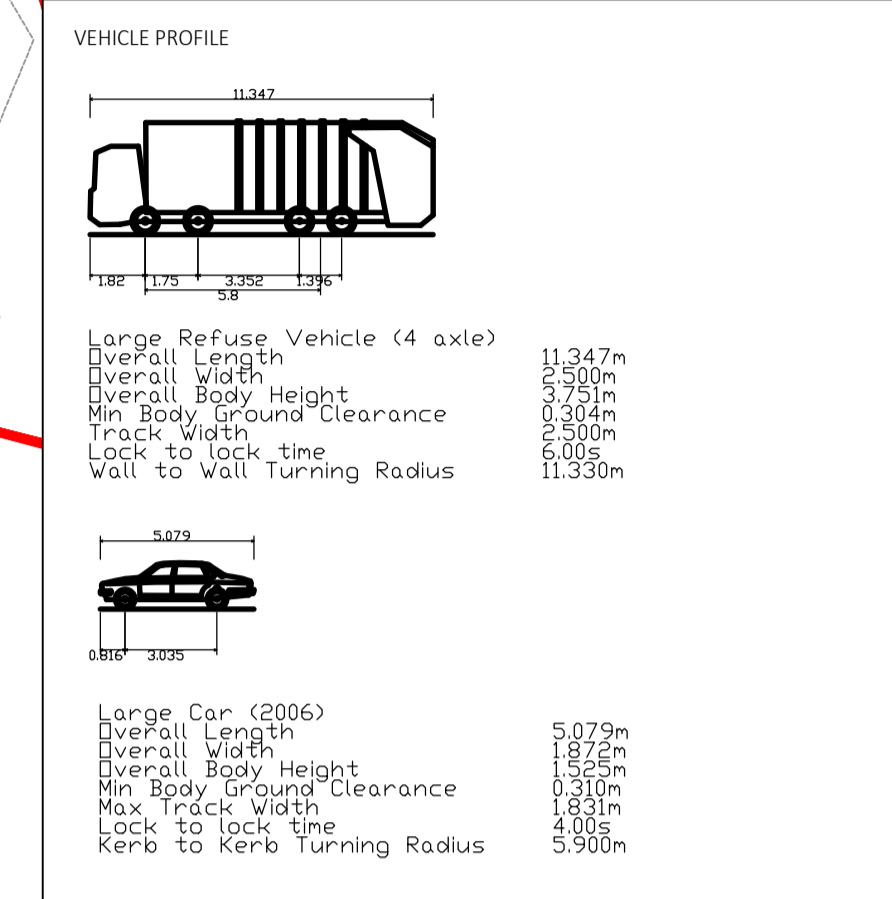 VEHICLE PROFILE
11.347
1.82 1.75 3.352 1.396
5.8
Large Refuse Vehicle (4 axle)
Overall Length 11.347m
Overall Width 2.500m
Overall Body Height 3.751m
Min Body Ground Clearance 0.304m
Track Width 2.500m
Lock to lock time 6.00s
Wall to Wall Turning Radius 11.330m
5.079
0.816 3.035
Large Car (2006)
Overall Length 5.079m
Overall Width 1.872m
Overall Body Height 1.525m
Min Body Ground Clearance 0.310m
Max Track Width 1.831m
Lock to lock time 4.00s
Kerb to Kerb Turning Radius 5.900m